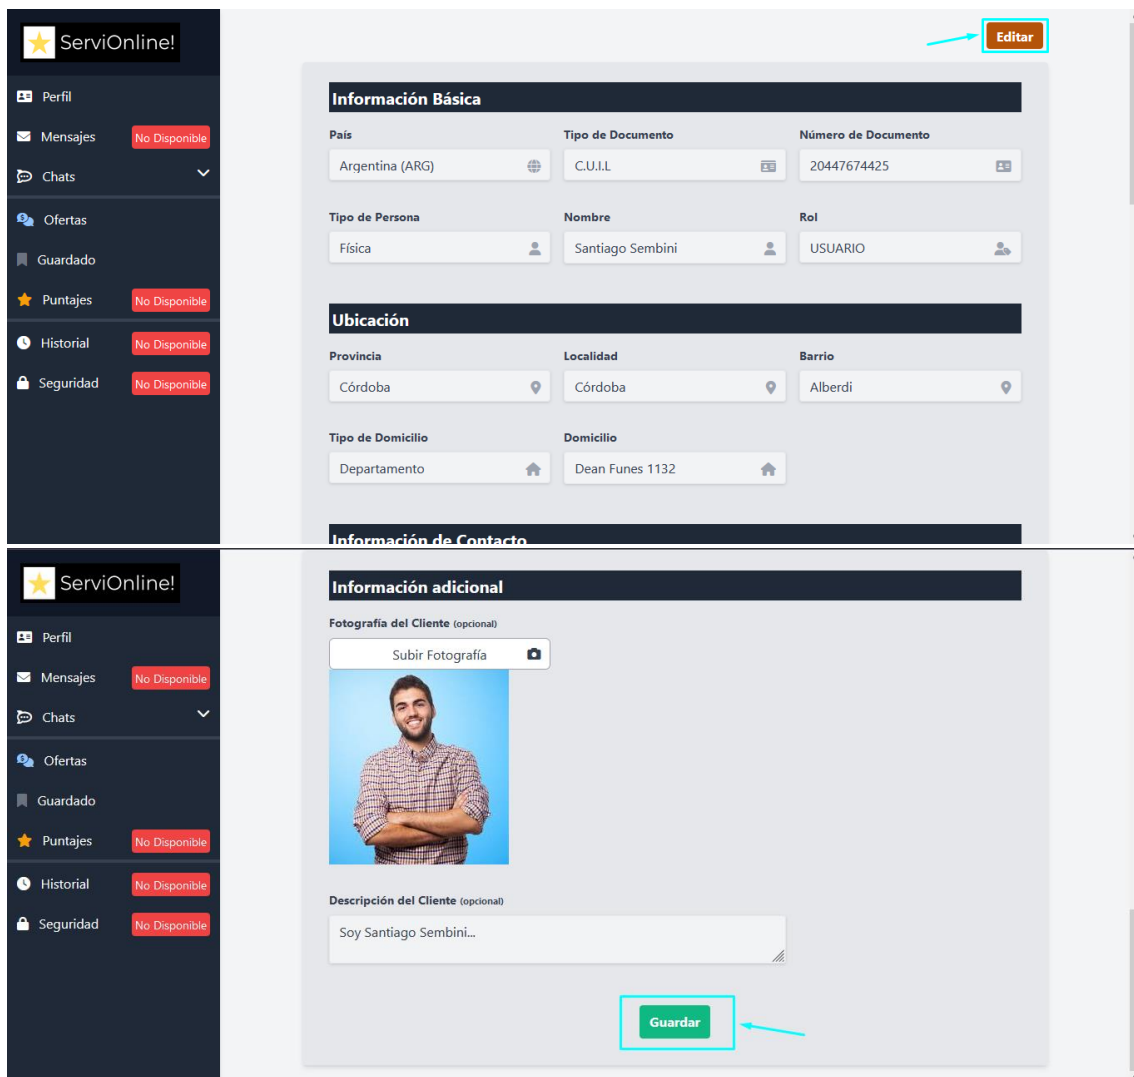 ServiOnline!
Editar
Perfil
Mensajes No Disponible
Chats
Ofertas
Guardado
Puntajes No Disponible
Historial No Disponible
Seguridad No Disponible
Información Básica
País Tipo de Documento Número de Documento
Argentina (ARG) C.U.I.L 20447674425
Tipo de Persona Nombre Rol
Física Santiago Sembini USUARIO
Ubicación
Provincia Localidad Barrio
Córdoba Córdoba Alberdi
Tipo de Domicilio Domicilio
Departamento Dean Funes 1132
Información de Contacto
ServiOnline!
Perfil
Mensajes No Disponible
Chats
Ofertas
Guardado
Puntajes No Disponible
Historial No Disponible
Seguridad No Disponible
Información adicional
Fotografía del Cliente (opcional)
Subir Fotografía
Descripción del Cliente (opcional)
Soy Santiago Sembini...
Guardar